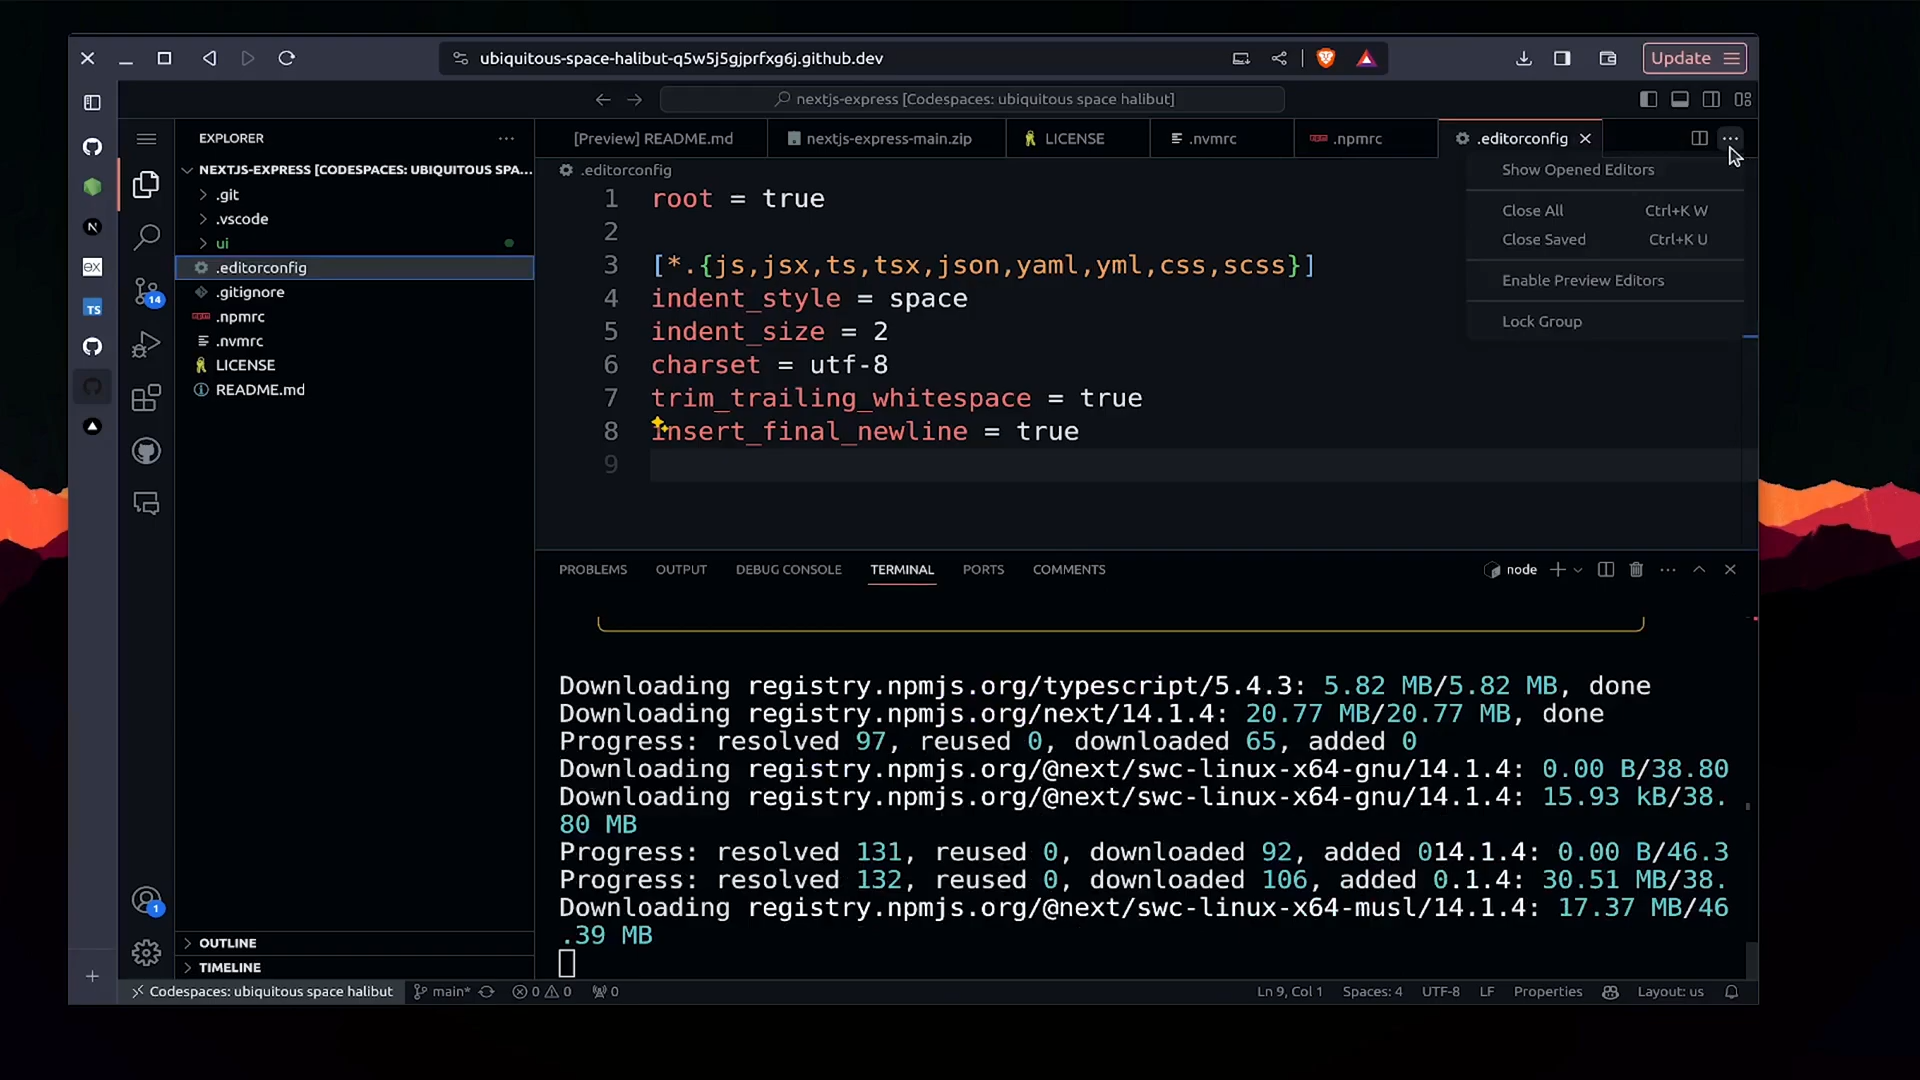 ubiquitous-space-halibut-q5w5j5gjprfxg6j.github.dev
Update
nextjs-express [Codespaces: ubiquitous space halibut]
EXPLORER
NEXTJS-EXPRESS [CODESPACES: UBIQUITOUS SPA...
.git
.vscode
ui
.editorconfig
.gitignore
.npmrc
.nvmrc
LICENSE
README.md
OUTLINE
TIMELINE
N
ex
TS
14
1
[Preview] README.md
nextjs-express-main.zip
LICENSE
.nvmrc
.npmrc
.editorconfig
.editorconfig
1 root = true
2
3 [*.{js,jsx,ts,tsx,json,yaml,yml,css,scss}]
4 indent_style = space
5 indent_size = 2
6 charset = utf-8
7 trim_trailing_whitespace = true
8 insert_final_newline = true
9
Show Opened Editors
Close All Ctrl+K W
Close Saved Ctrl+K U
Enable Preview Editors
Lock Group
PROBLEMS OUTPUT DEBUG CONSOLE TERMINAL PORTS COMMENTS
node
Downloading registry.npmjs.org/typescript/5.4.3: 5.82 MB/5.82 MB, done
Downloading registry.npmjs.org/next/14.1.4: 20.77 MB/20.77 MB, done
Progress: resolved 97, reused 0, downloaded 65, added 0
Downloading registry.npmjs.org/@next/swc-linux-x64-gnu/14.1.4: 0.00 B/38.80
Downloading registry.npmjs.org/@next/swc-linux-x64-gnu/14.1.4: 15.93 kB/38.
80 MB
Progress: resolved 131, reused 0, downloaded 92, added 014.1.4: 0.00 B/46.3
Progress: resolved 132, reused 0, downloaded 106, added 0.1.4: 30.51 MB/38.
Downloading registry.npmjs.org/@next/swc-linux-x64-musl/14.1.4: 17.37 MB/46
.39 MB
Codespaces: ubiquitous space halibut
main*
0 0
0
Ln 9, Col 1
Spaces: 4
UTF-8
LF
Properties
Layout: us